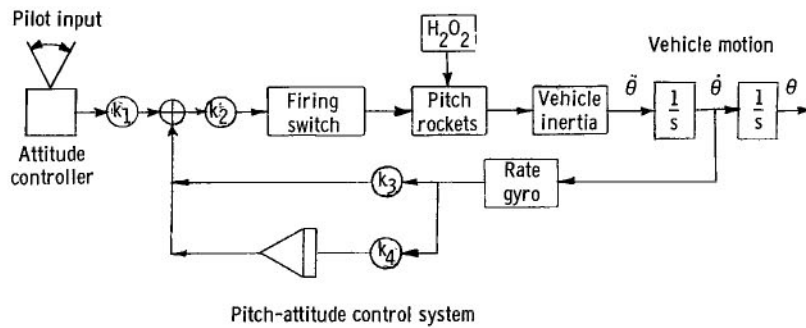 Pilot input
H2O2
Vehicle motion
k1
k2
Firing
switch
Pitch
rockets
Vehicle
inertia
θ̈
1
s
θ̇
1
s
θ
Attitude
controller
k3
Rate
gyro
k4
Pitch-attitude control system